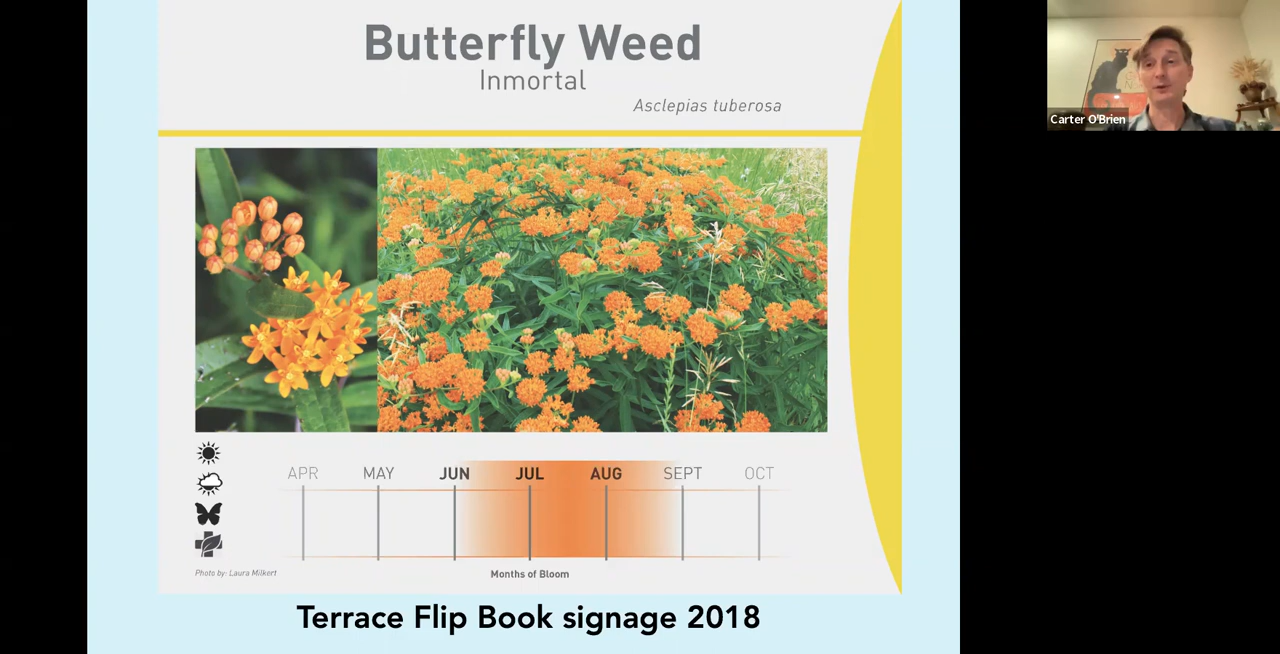 Butterfly Weed
Inmortal
Asclepias tuberosa
APR MAY JUN JUL AUG SEPT OCT
Photo by: Laura Milkert
Months of Bloom
Terrace Flip Book signage 2018
Carter O'Brien